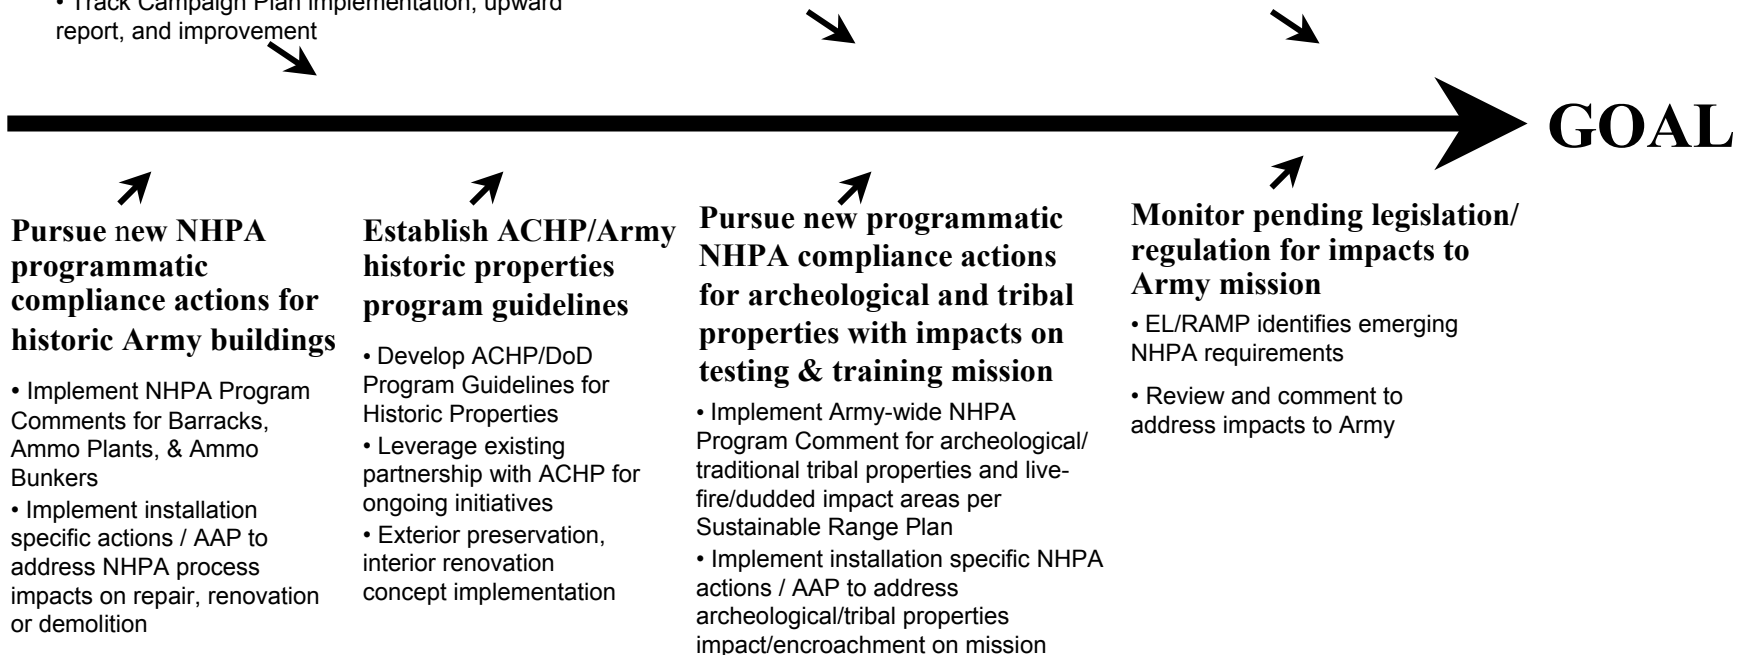 • Track Campaign Plan implementation, upward
report, and improvement
GOAL
Pursue new NHPA
programmatic
compliance actions for
historic Army buildings
• Implement NHPA Program
Comments for Barracks,
Ammo Plants, & Ammo
Bunkers
• Implement installation
specific actions / AAP to
address NHPA process
impacts on repair, renovation
or demolition
Establish ACHP/Army
historic properties
program guidelines
• Develop ACHP/DoD
Program Guidelines for
Historic Properties
• Leverage existing
partnership with ACHP for
ongoing initiatives
• Exterior preservation,
interior renovation
concept implementation
Pursue new programmatic
NHPA compliance actions
for archeological and tribal
properties with impacts on
testing & training mission
• Implement Army-wide NHPA
Program Comment for archeological/
traditional tribal properties and live-
fire/dudded impact areas per
Sustainable Range Plan
• Implement installation specific NHPA
actions / AAP to address
archeological/tribal properties
impact/encroachment on mission
Monitor pending legislation/
regulation for impacts to
Army mission
• EL/RAMP identifies emerging
NHPA requirements
• Review and comment to
address impacts to Army